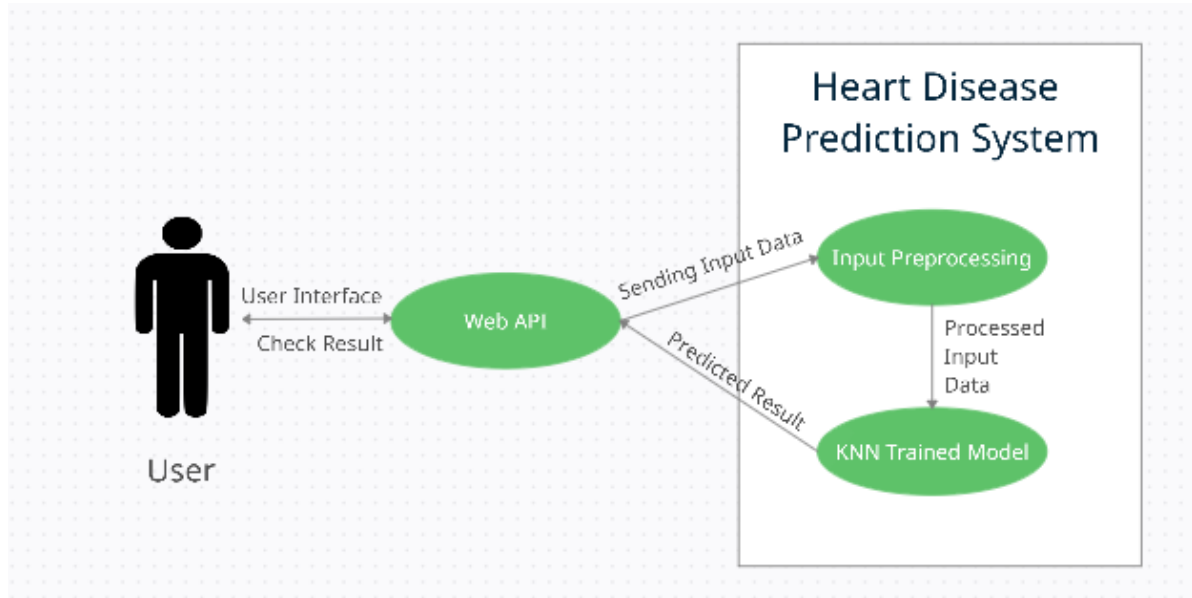 Heart Disease
Prediction System
Sending Input Data
Input Preprocessing
User Interface
Web API
Check Result
Processed
Input
Data
Predicted Result
KNN Trained Model
User